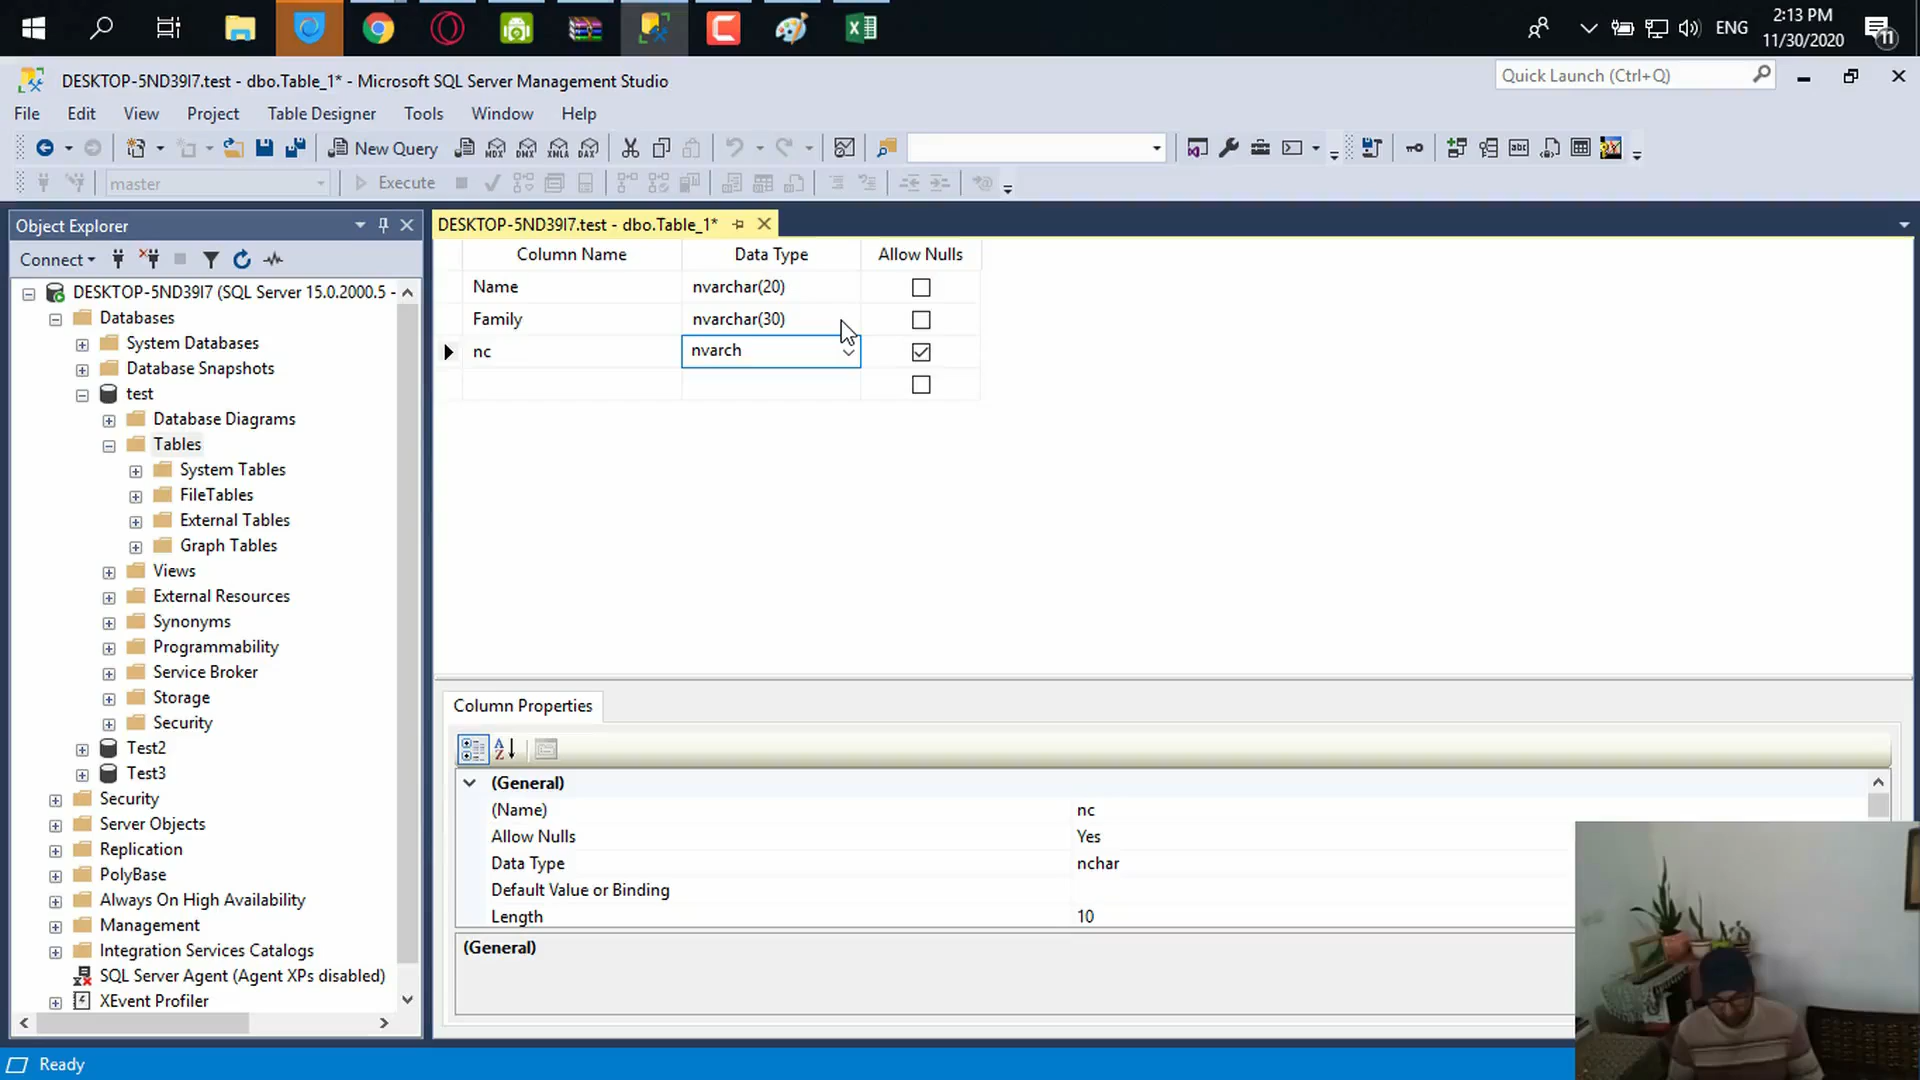 2:13 PM
ENG
11/30/2020
11
DESKTOP-5ND39I7.test - dbo.Table_1* - Microsoft SQL Server Management Studio
Quick Launch (Ctrl+Q)
File Edit View Project Table Designer Tools Window Help
MDX DMX XMLA DAX
New Query
master
Execute
Object Explorer
Connect
DESKTOP-5ND39I7 (SQL Server 15.0.2000.5 -
Databases
System Databases
Database Snapshots
test
Database Diagrams
Tables
System Tables
FileTables
External Tables
Graph Tables
Views
External Resources
Synonyms
Programmability
Service Broker
Storage
Security
Test2
Test3
Security
Server Objects
Replication
PolyBase
Always On High Availability
Management
Integration Services Catalogs
SQL Server Agent (Agent XPs disabled)
XEvent Profiler
DESKTOP-5ND39I7.test - dbo.Table_1*
Column Name Data Type Allow Nulls
Name nvarchar(20)
Family nvarchar(30)
nc nvarch
Column Properties
(General)
(Name) nc
Allow Nulls Yes
Data Type nchar
Default Value or Binding
Length 10
(General)
Ready